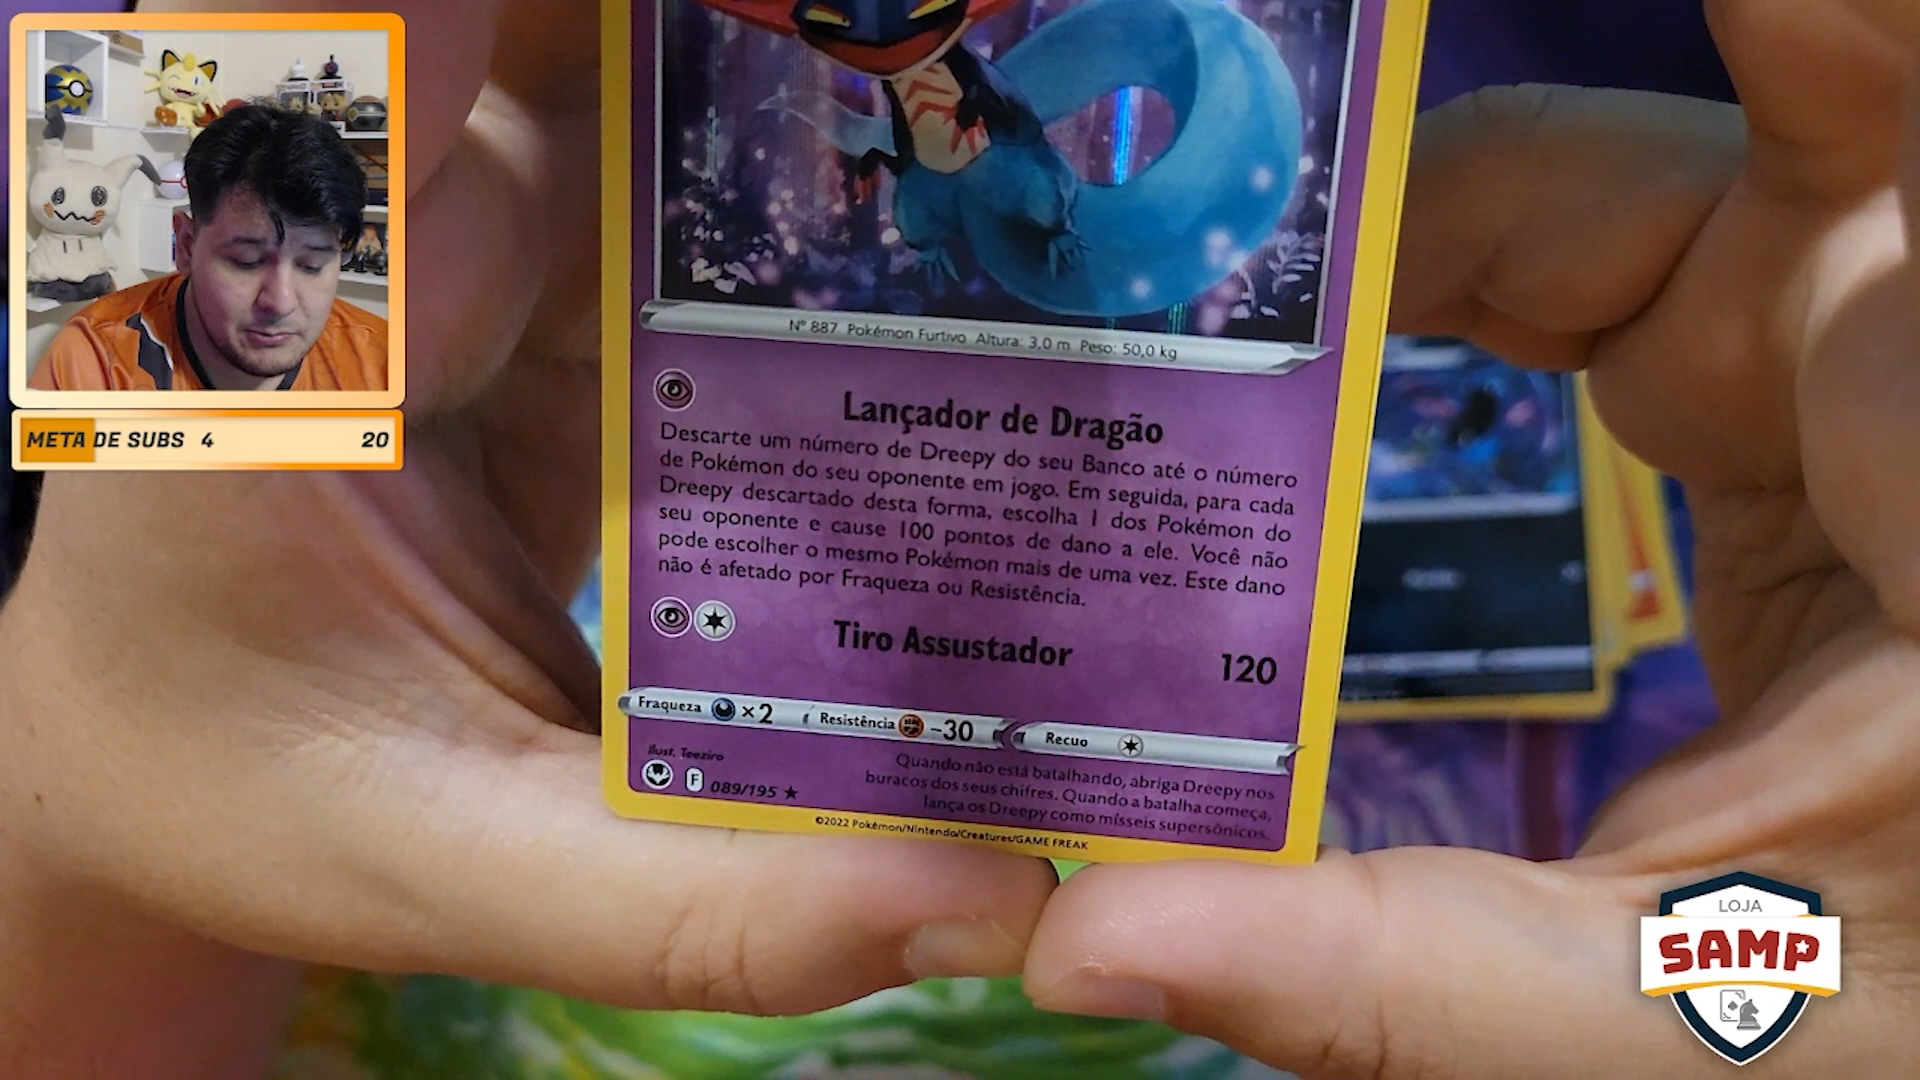 META DE SUBS 4 20
Nº 887 Pokémon Furtivo Altura: 3,0 m Peso: 50,0 kg
Lançador de Dragão
Descarte um número de Dreepy do seu Banco até o número
de Pokémon do seu oponente em jogo. Em seguida, para cada
Dreepy descartado desta forma, escolha 1 dos Pokémon do
seu oponente e cause 100 pontos de dano a ele. Você não
pode escolher o mesmo Pokémon mais de uma vez. Este dano
não é afetado por Fraqueza ou Resistência.
Tiro Assustador 120
Fraqueza ×2 Resistência -30 Recuo
Ilust. Teeziro
F 089/195 ★
Quando não está batalhando, abriga Dreepy nos
buracos dos seus chifres. Quando a batalha começa,
lança os Dreepy como mísseis supersônicos.
©2022 Pokémon/Nintendo/Creatures/GAME FREAK
LOJA
SAMP